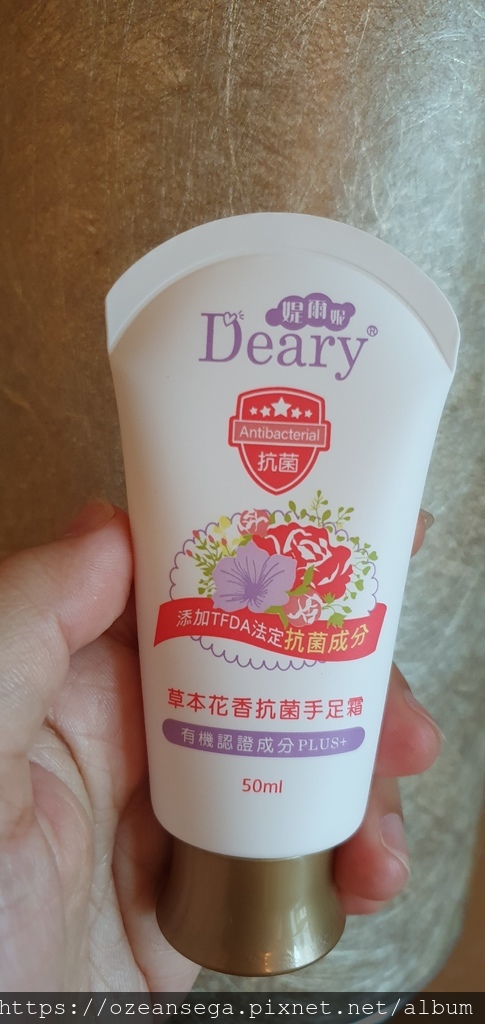 媞爾妮
Deary®
Antibacterial
抗菌
添加TFDA法定抗菌成分
草本花香抗菌手足霜
有機認證成分PLUS+
50ml
https://ozeansega.pixnet.net/album